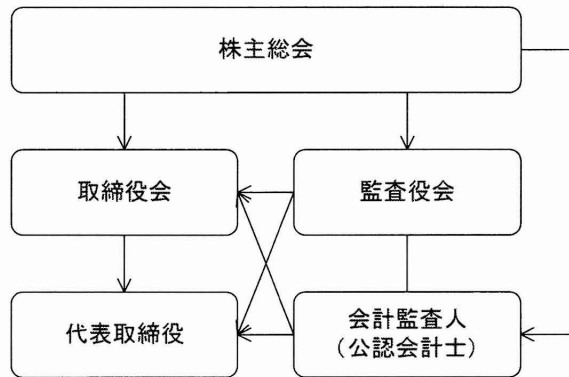 株主総会
取締役会
監査役会
代表取締役
会計監査人
（公認会計士）